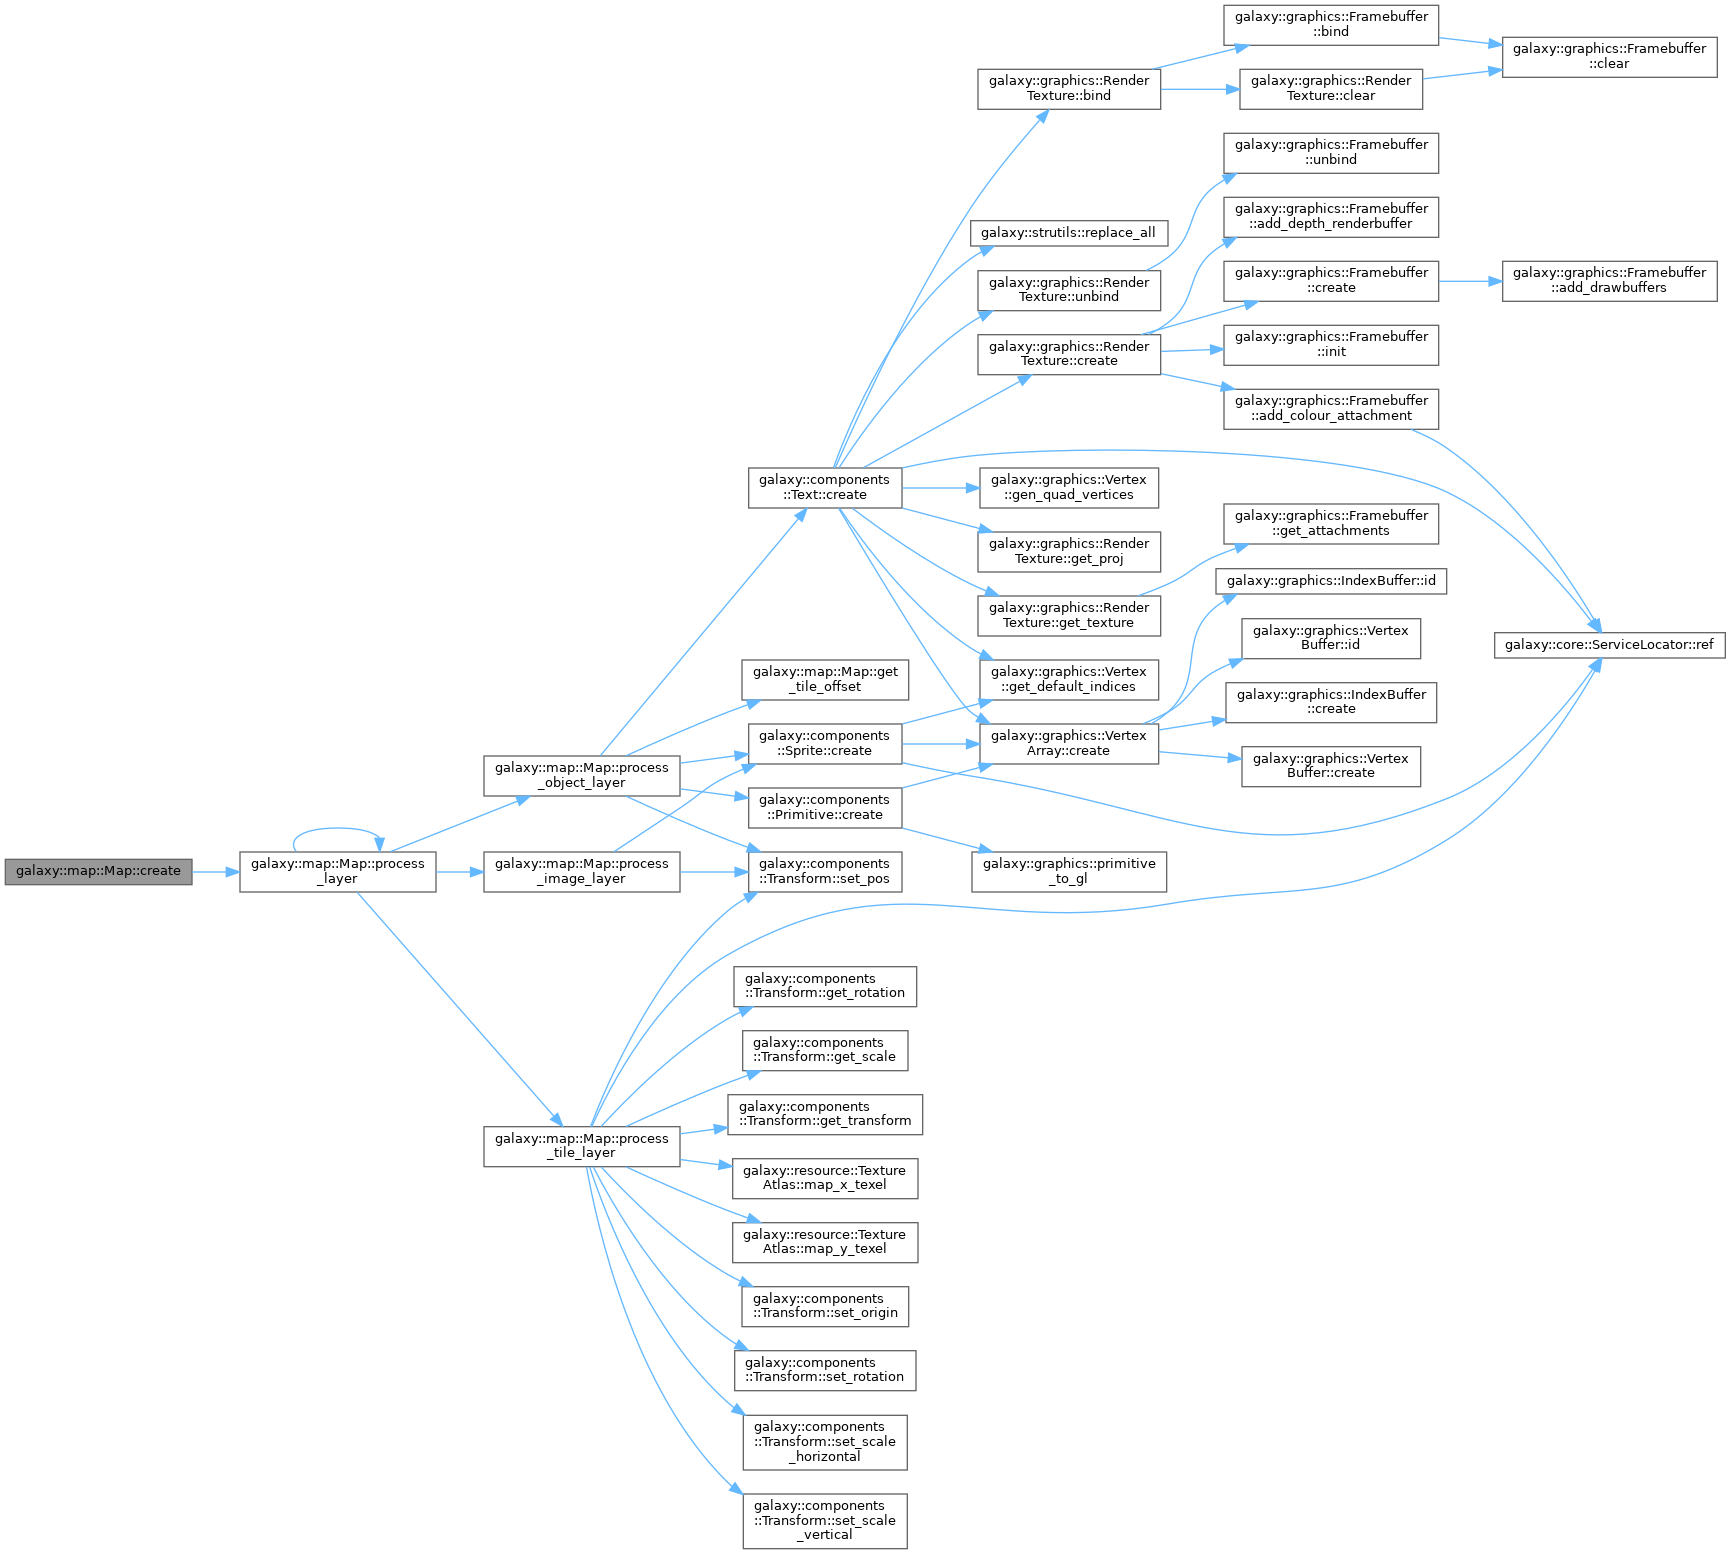 galaxy::map::Map::create
galaxy::map::Map::process
_layer
galaxy::map::Map::process
_object_layer
galaxy::map::Map::process
_image_layer
galaxy::map::Map::process
_tile_layer
galaxy::components
::Text::create
galaxy::map::Map::get
_tile_offset
galaxy::components
::Sprite::create
galaxy::components
::Primitive::create
galaxy::components
::Transform::set_pos
galaxy::components
::Transform::get_rotation
galaxy::components
::Transform::get_scale
galaxy::components
::Transform::get_transform
galaxy::resource::Texture
Atlas::map_x_texel
galaxy::resource::Texture
Atlas::map_y_texel
galaxy::components
::Transform::set_origin
galaxy::components
::Transform::set_rotation
galaxy::components
::Transform::set_scale
_horizontal
galaxy::components
::Transform::set_scale
_vertical
galaxy::graphics::Render
Texture::bind
galaxy::strutils::replace_all
galaxy::graphics::Render
Texture::unbind
galaxy::graphics::Render
Texture::create
galaxy::graphics::Vertex
::gen_quad_vertices
galaxy::graphics::Render
Texture::get_proj
galaxy::graphics::Render
Texture::get_texture
galaxy::graphics::Vertex
::get_default_indices
galaxy::graphics::Vertex
Array::create
galaxy::graphics::primitive
_to_gl
galaxy::graphics::Framebuffer
::bind
galaxy::graphics::Render
Texture::clear
galaxy::graphics::Framebuffer
::unbind
galaxy::graphics::Framebuffer
::add_depth_renderbuffer
galaxy::graphics::Framebuffer
::create
galaxy::graphics::Framebuffer
::init
galaxy::graphics::Framebuffer
::add_colour_attachment
galaxy::graphics::Framebuffer
::get_attachments
galaxy::graphics::IndexBuffer::id
galaxy::graphics::Vertex
Buffer::id
galaxy::graphics::IndexBuffer
::create
galaxy::graphics::Vertex
Buffer::create
galaxy::graphics::Framebuffer
::clear
galaxy::graphics::Framebuffer
::add_drawbuffers
galaxy::core::ServiceLocator::ref